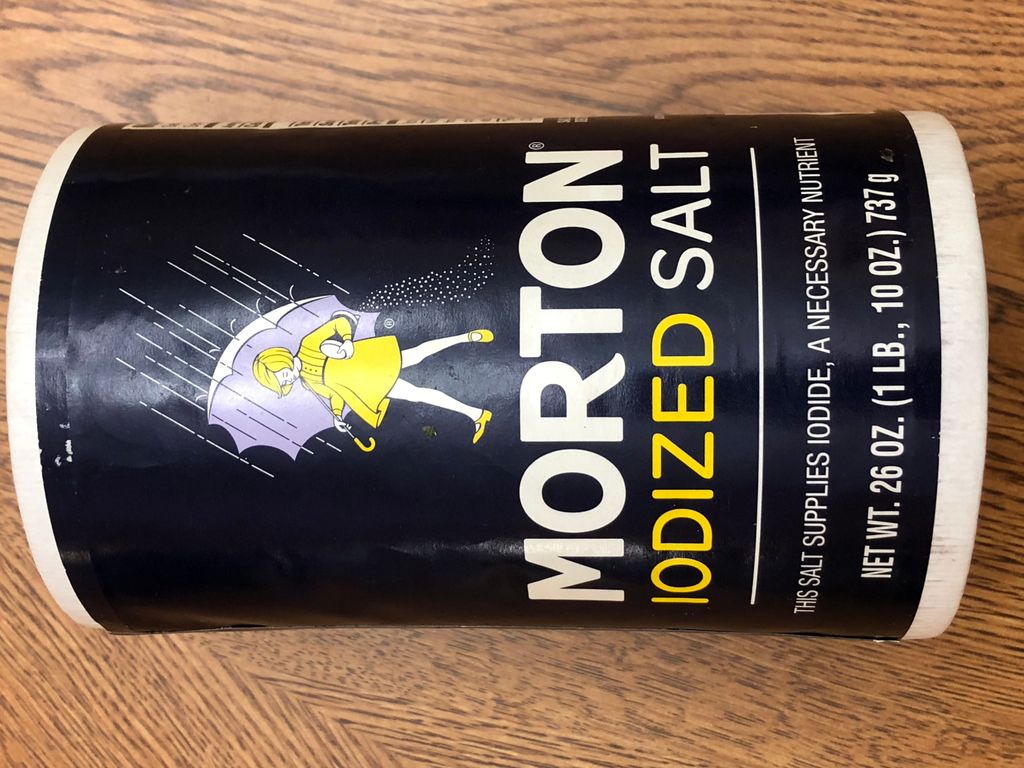 MORTON®
IODIZED SALT
THIS SALT SUPPLIES IODIDE, A NECESSARY NUTRIENT
NET WT. 26 OZ. (1 LB., 10 OZ.) 737 g